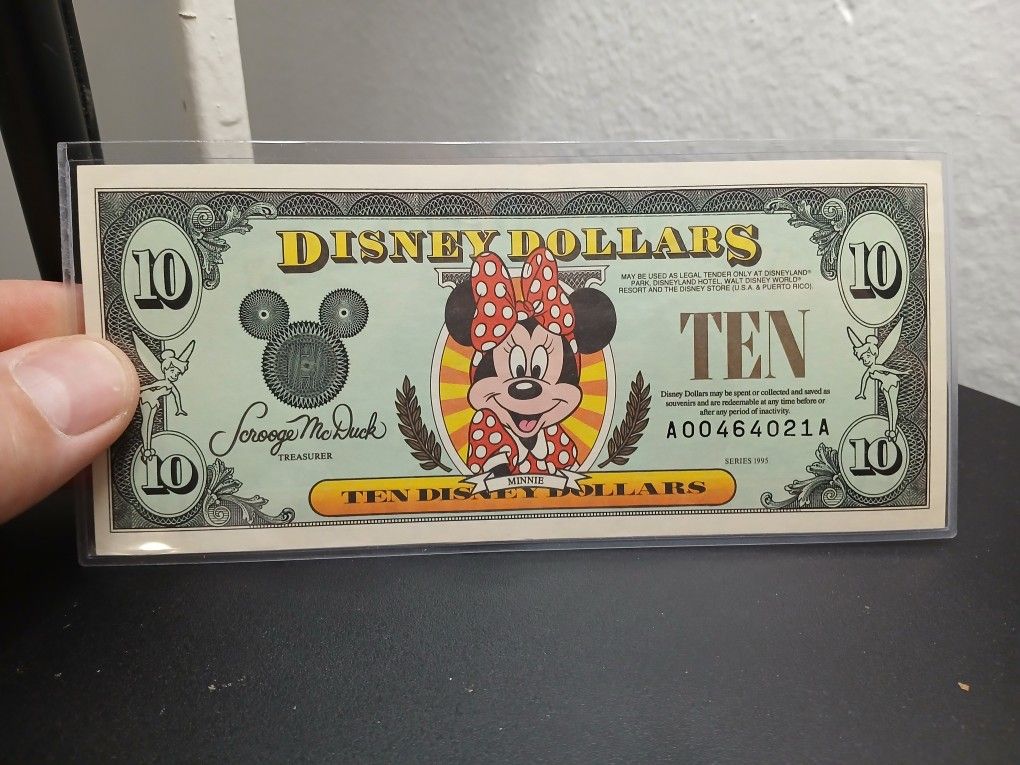 10
DISNEY DOLLARS
10
MAY BE USED AS LEGAL TENDER ONLY AT DISNEYLAND®
PARK, DISNEYLAND HOTEL, WALT DISNEY WORLD®
RESORT AND THE DISNEY STORE (U.S.A. & PUERTO RICO).
TEN
Disney Dollars may be spent or collected and saved as
souvenirs and are redeemable at any time before or
after any period of inactivity.
A00464021A
Scrooge McDuck
TREASURER
SERIES 1995
10
MINNIE
10
TEN DISNEY DOLLARS